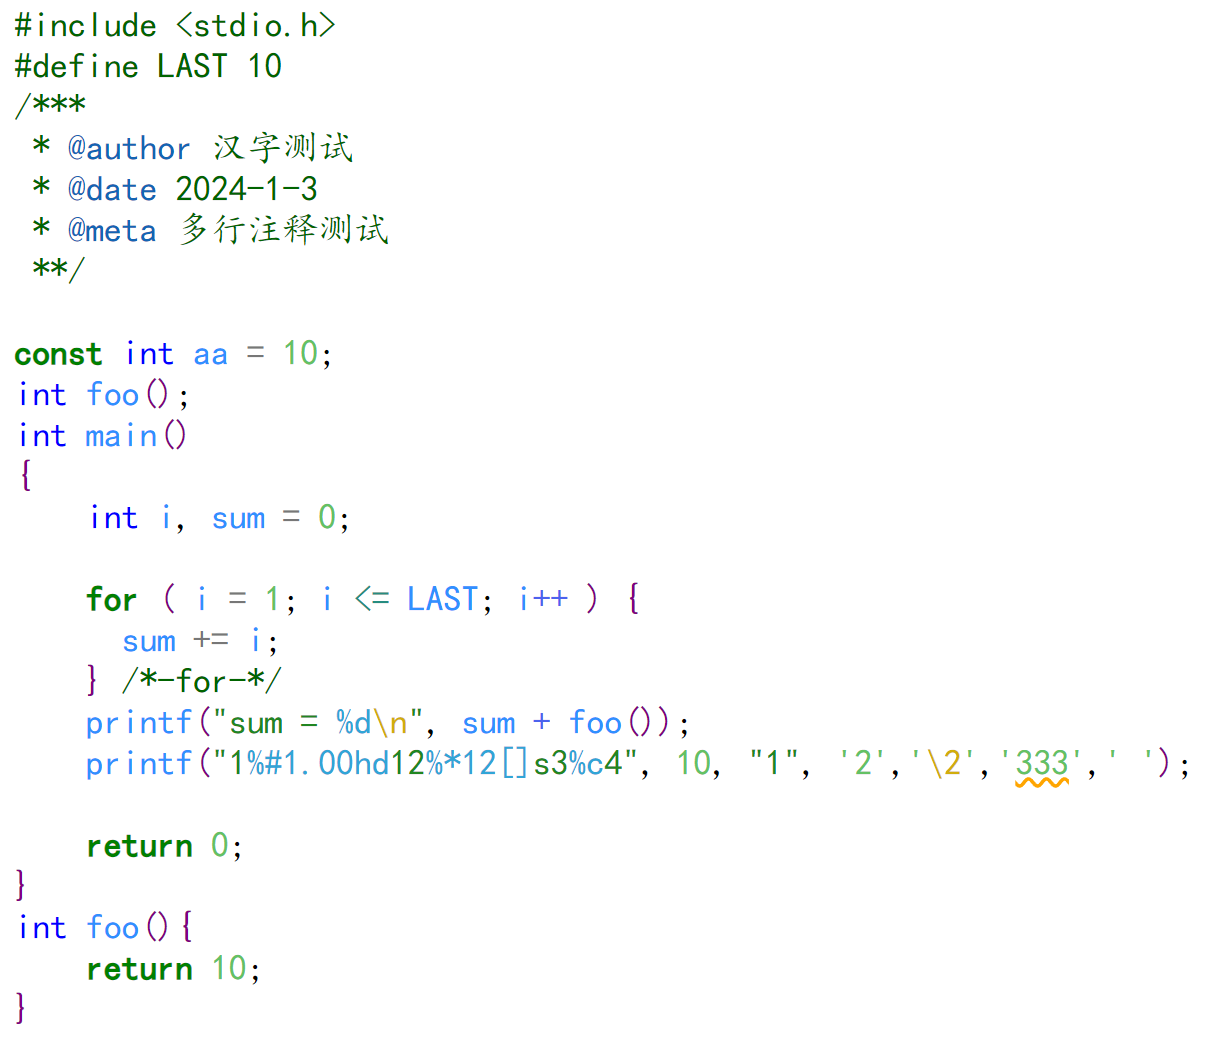 #include <stdio.h>
#define LAST 10
/***
 * @author 汉字测试
 * @date 2024-1-3
 * @meta 多行注释测试
 **/

const int aa = 10;
int foo();
int main()
{
    int i, sum = 0;

    for ( i = 1; i <= LAST; i++ ) {
      sum += i;
    } /*-for-*/
    printf("sum = %d\n", sum + foo());
    printf("1%#1.00hd12%*12[]s3%c4", 10, "1", '2','\2','333',' ');

    return 0;
}
int foo(){
    return 10;
}